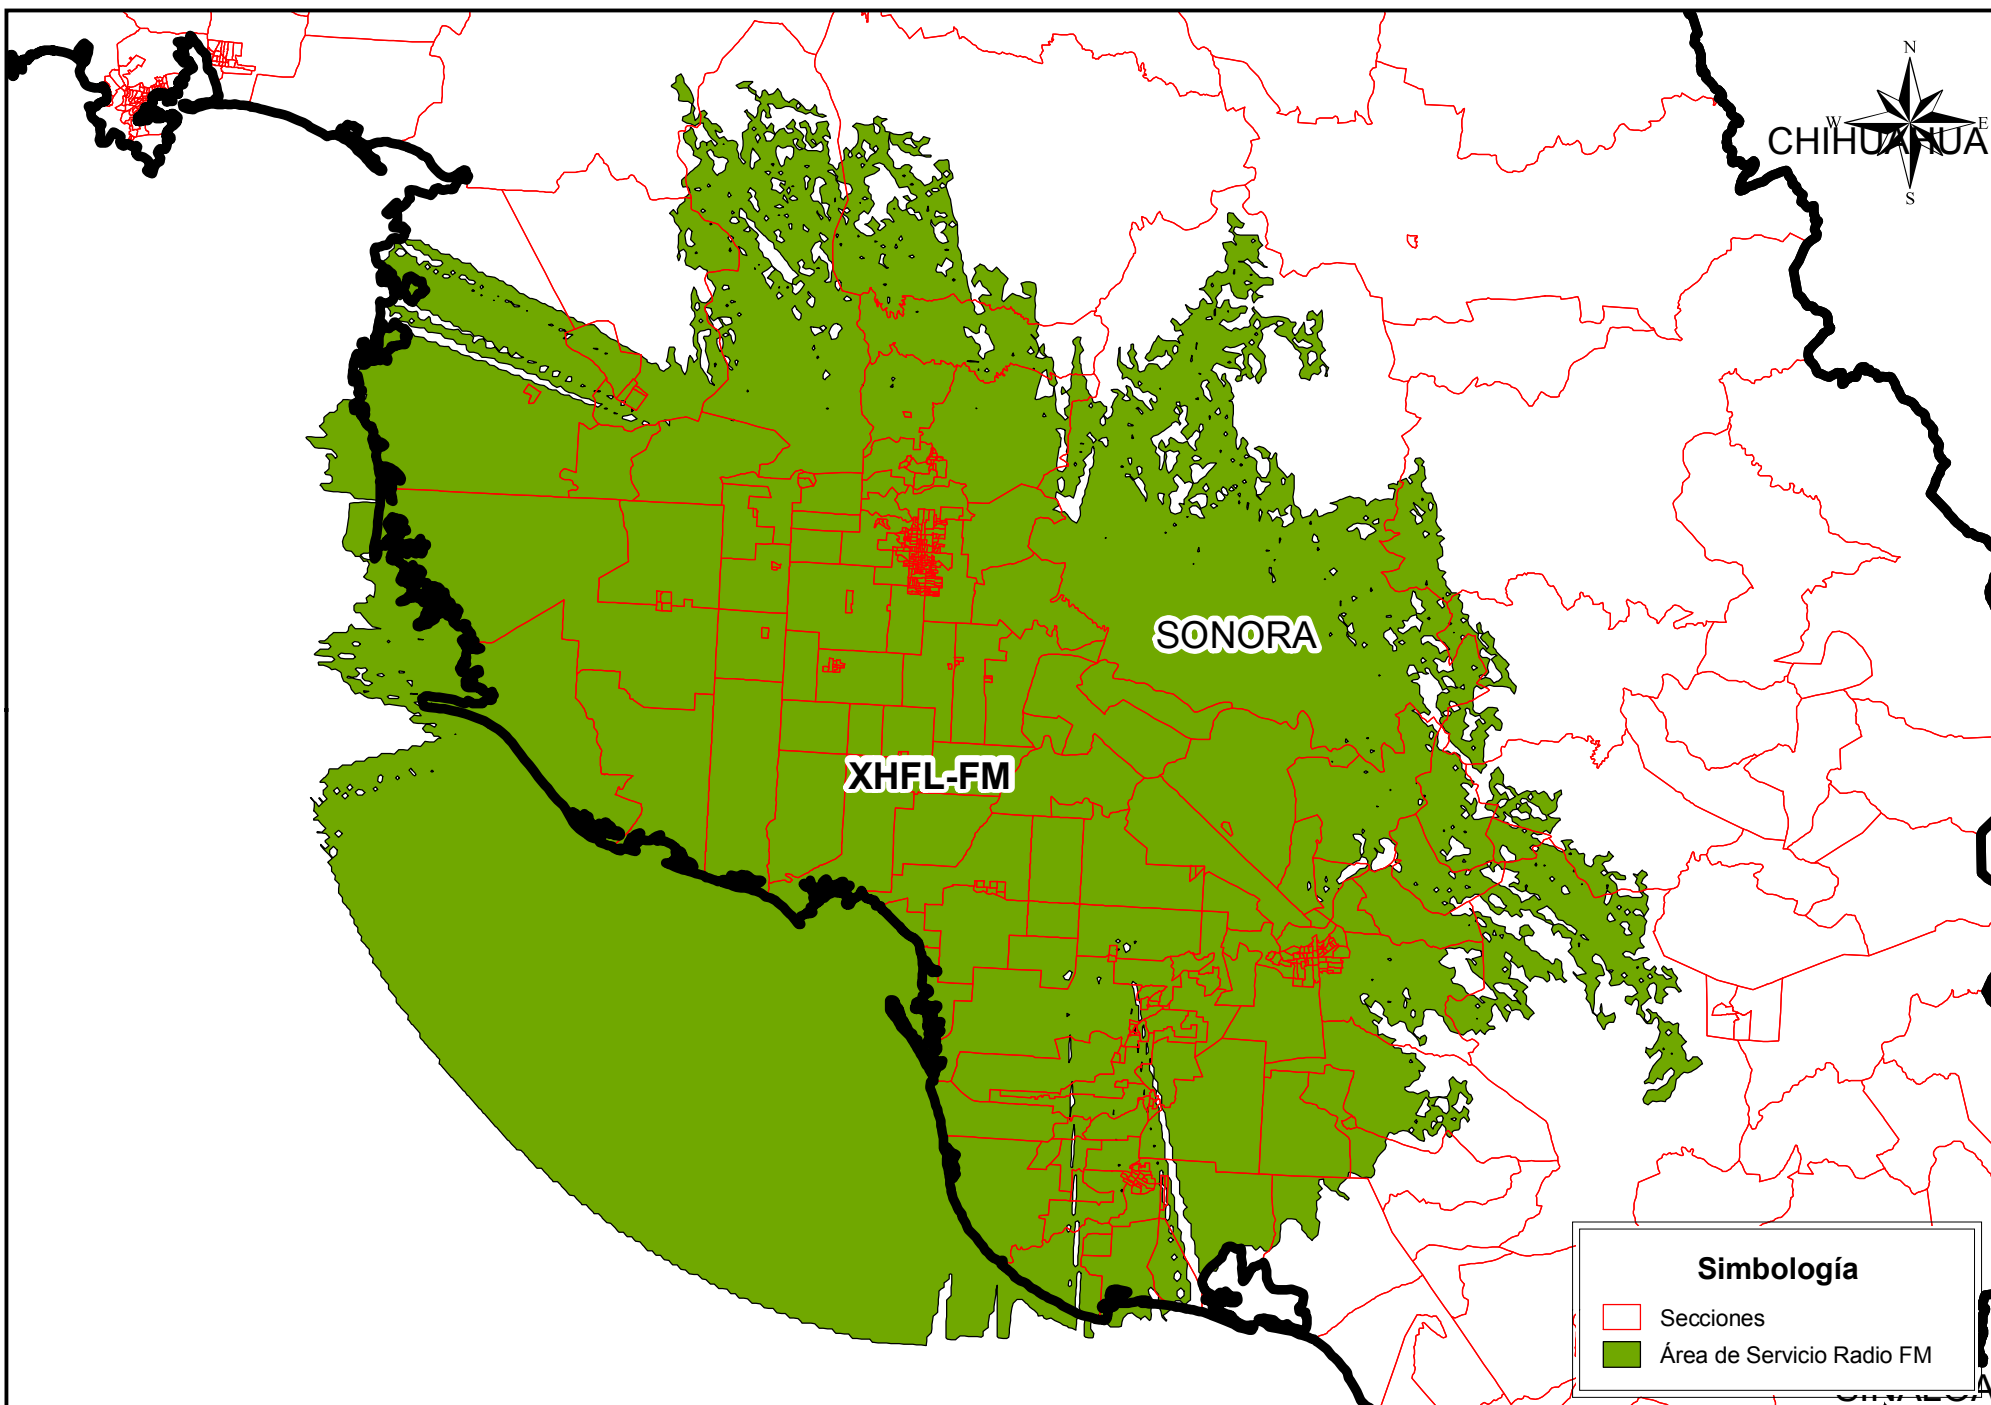 N
W E
CHIHUAHUA
S
SONORA
XHFL-FM
Simbología
Secciones
Área de Servicio Radio FM